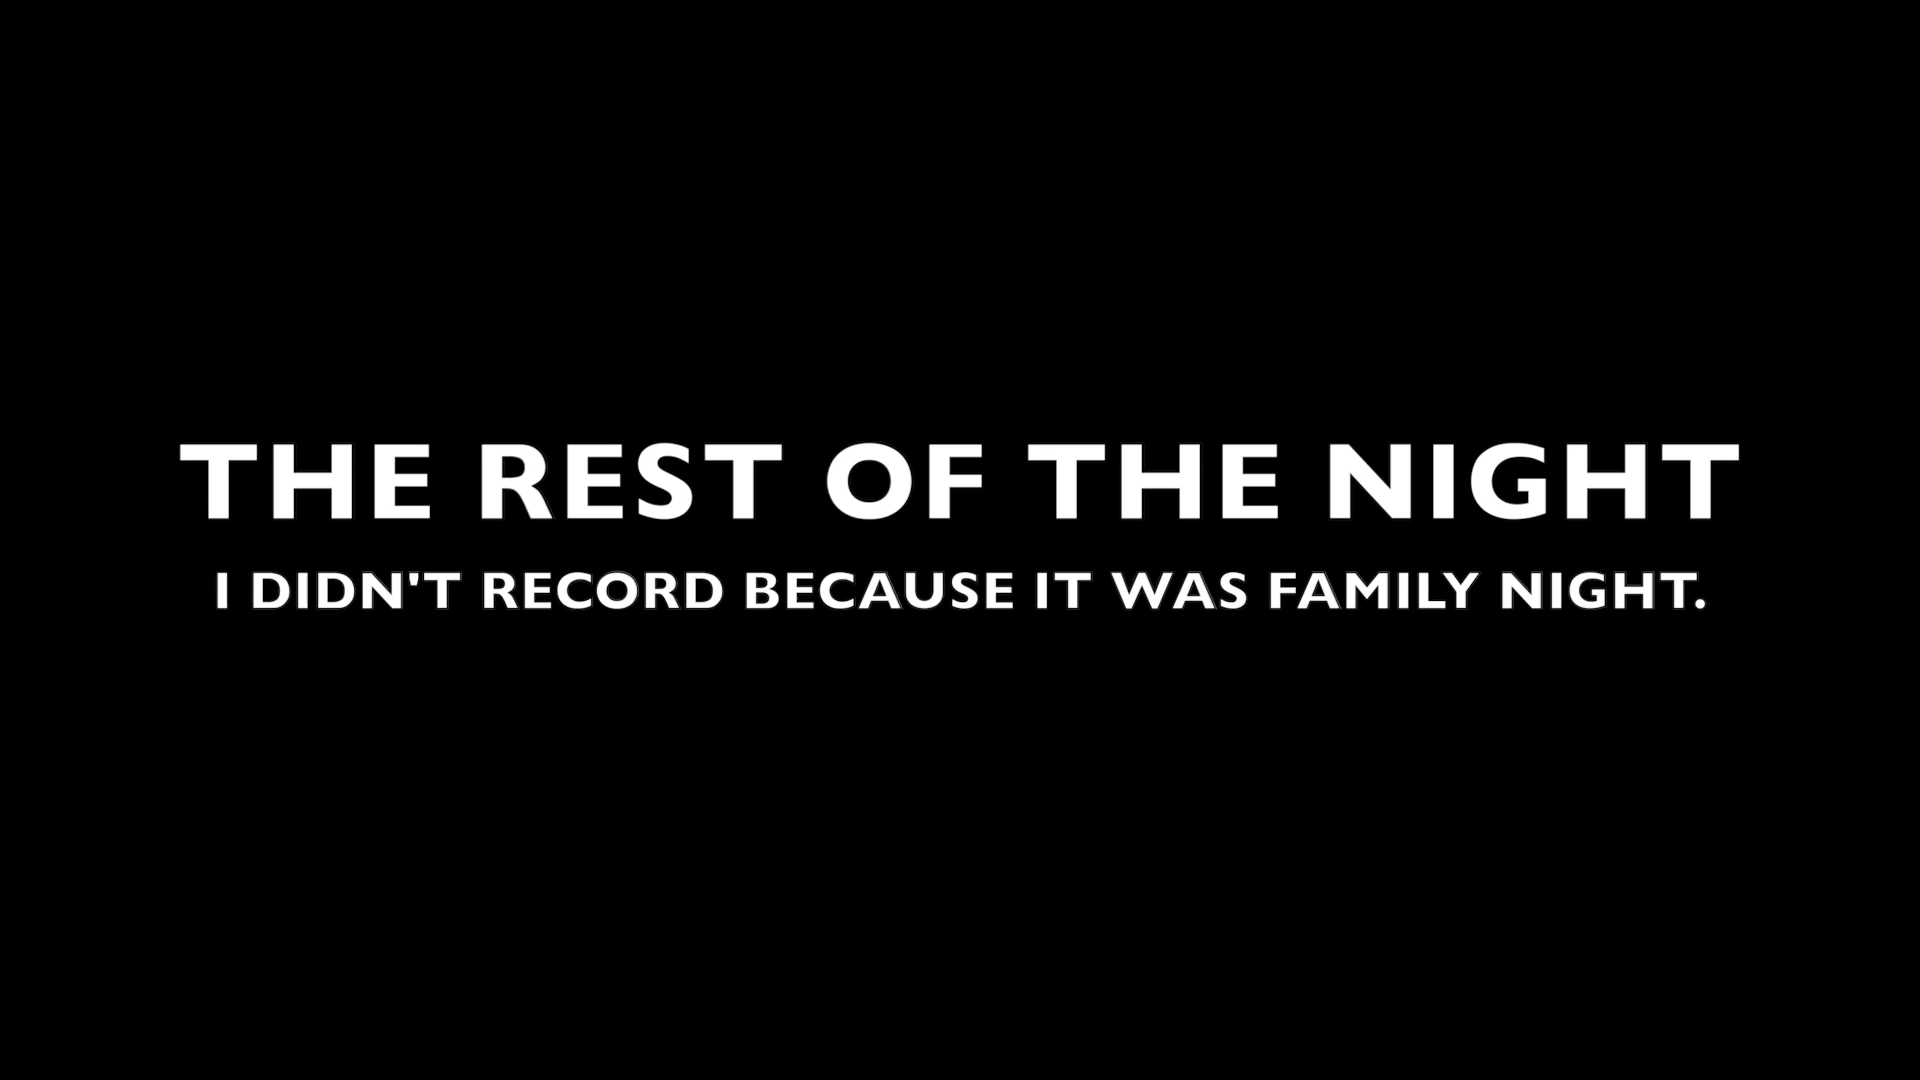 THE REST OF THE NIGHT
I DIDN'T RECORD BECAUSE IT WAS FAMILY NIGHT.